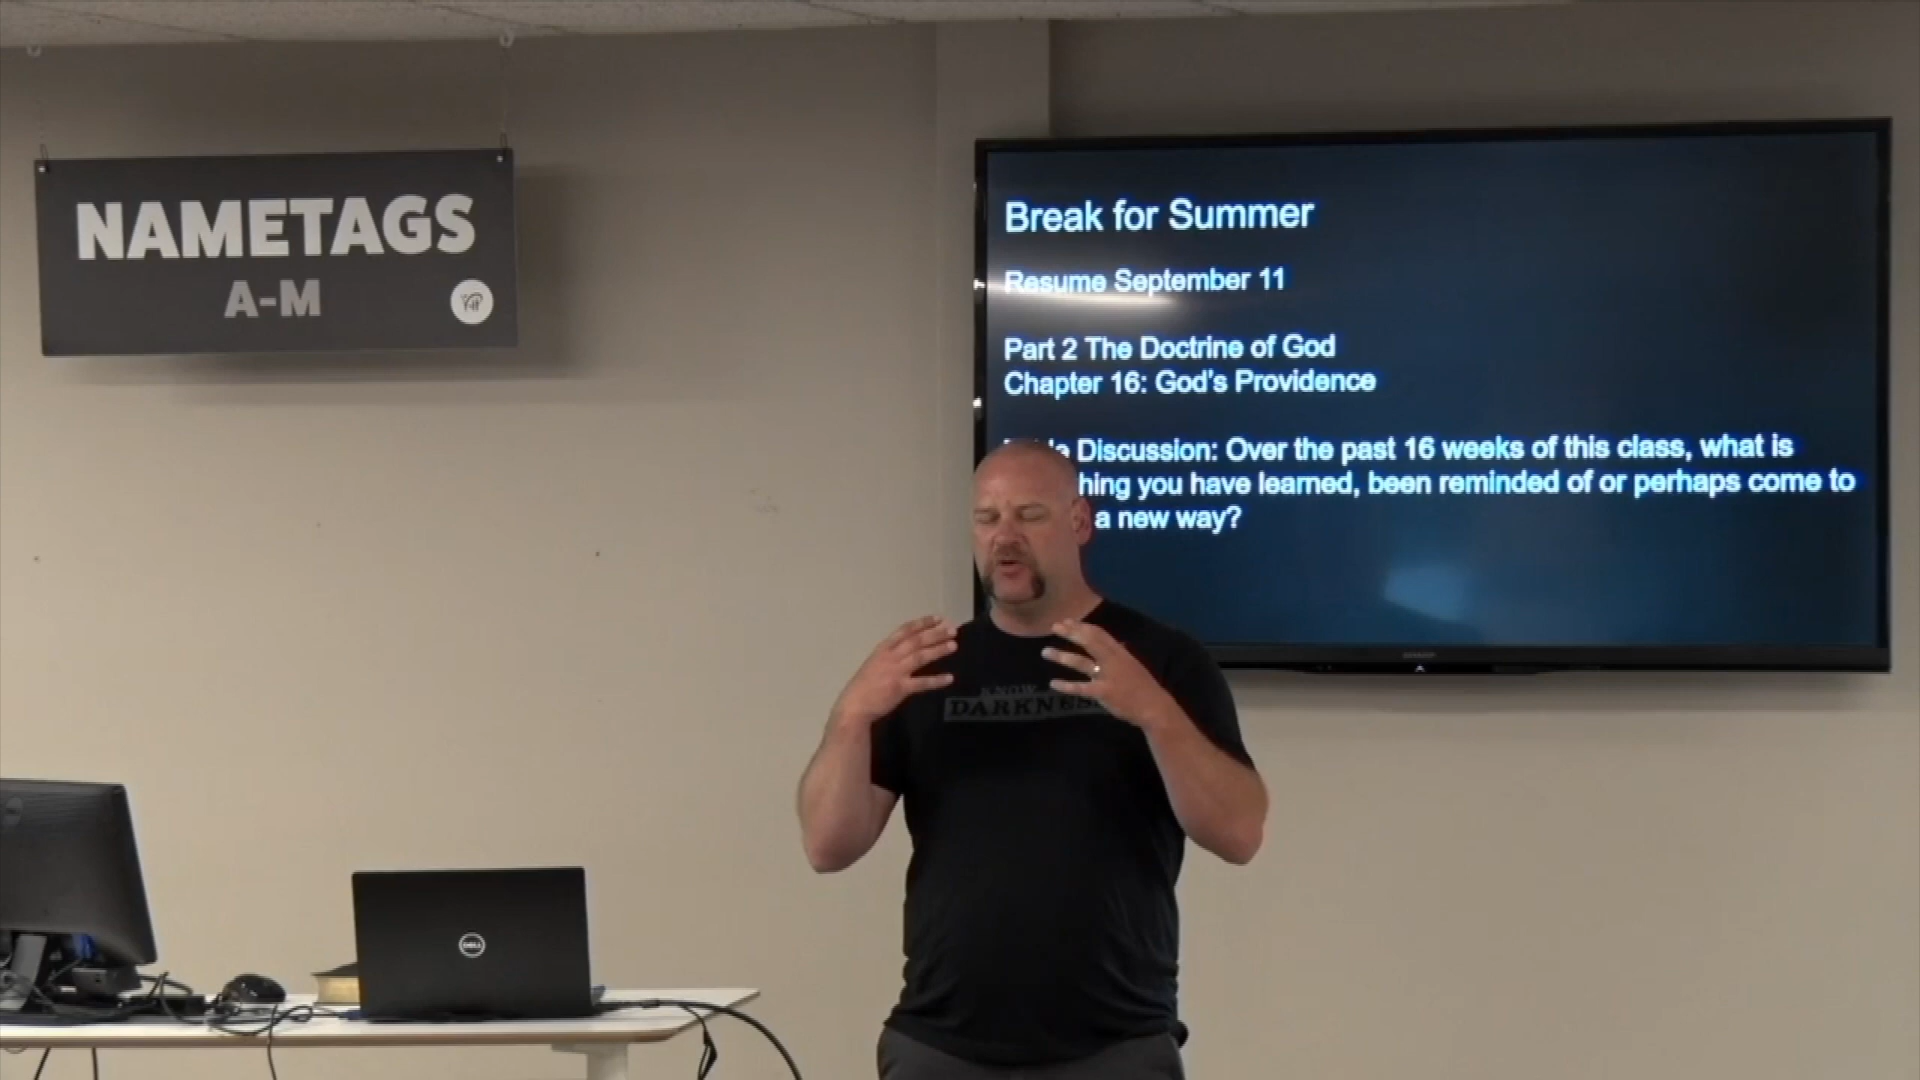 NAMETAGS
A-M
Break for Summer
Resume September 11
Part 2 The Doctrine of God
Chapter 16: God's Providence
Discussion: Over the past 16 weeks of this class, what is
hing you have learned, been reminded of or perhaps come to
a new way?
DARKNES
SHARP
DELL